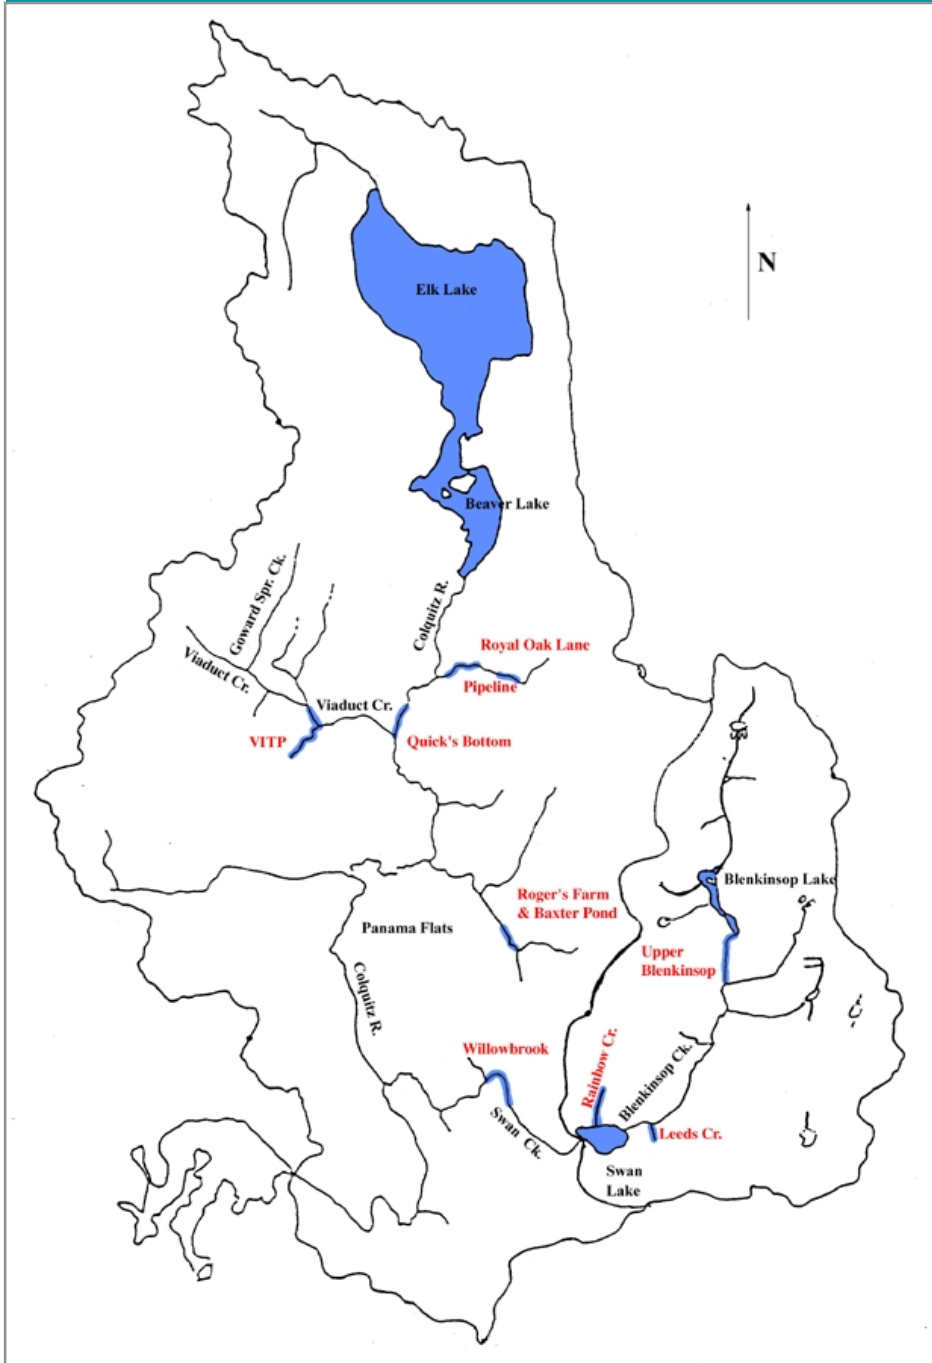 N
Elk Lake
Beaver Lake
Goward Spr. Ck.
Colquitz R.
Viaduct Cr.
Royal Oak Lane
Pipeline
Viaduct Cr.
VITP
Quick's Bottom
Blenkinsop Lake
Roger's Farm
& Baxter Pond
Panama Flats
Upper
Blenkinsop
Colquitz R.
Willowbrook
Rainbow Cr.
Blenkinsop Ck.
Swan Ck.
Leeds Cr.
Swan
Lake